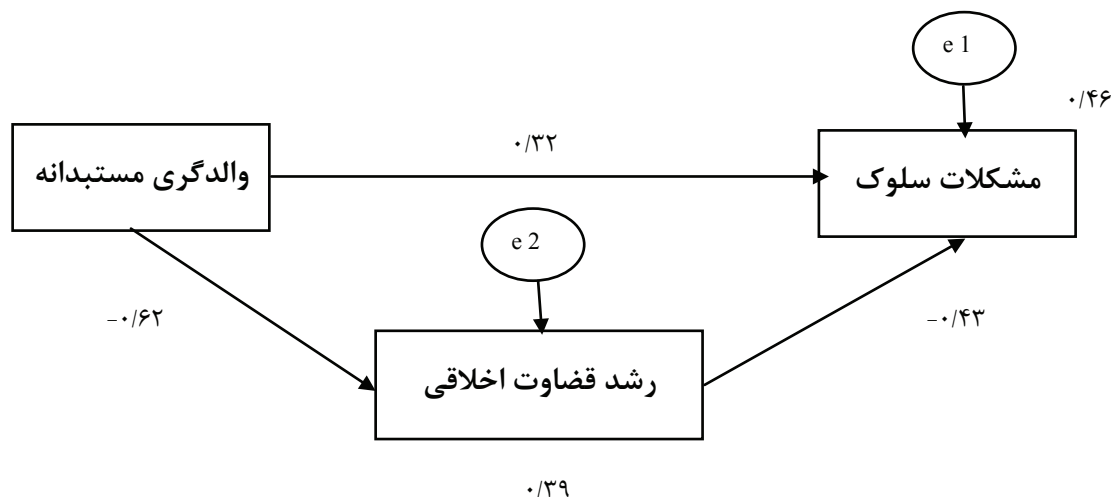 e 1
۰/۴۶
والدگری مستبدانه
۰/۳۲
مشکلات سلوک
e 2
-۰/۶۲
-۰/۴۳
رشد قضاوت اخلاقی
۰/۳۹